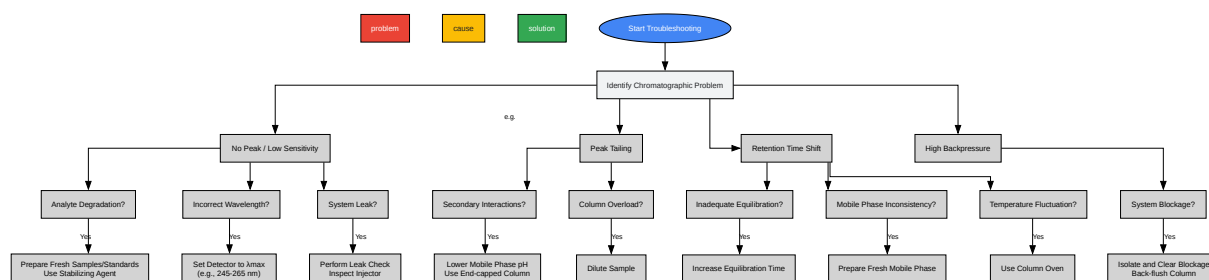 problem
cause
solution
Start Troubleshooting
Identify Chromatographic Problem
e.g.
No Peak / Low Sensitivity
Peak Tailing
Retention Time Shift
High Backpressure
Analyte Degradation?
Incorrect Wavelength?
System Leak?
Secondary Interactions?
Column Overload?
Inadequate Equilibration?
Mobile Phase Inconsistency?
Temperature Fluctuation?
System Blockage?
Yes
Yes
Yes
Yes
Yes
Yes
Yes
Yes
Yes
Prepare Fresh Samples/Standards
Use Stabilizing Agent
Set Detector to λmax
(e.g., 245-265 nm)
Perform Leak Check
Inspect Injector
Lower Mobile Phase pH
Use End-capped Column
Dilute Sample
Increase Equilibration Time
Prepare Fresh Mobile Phase
Use Column Oven
Isolate and Clear Blockage
Back-flush Column